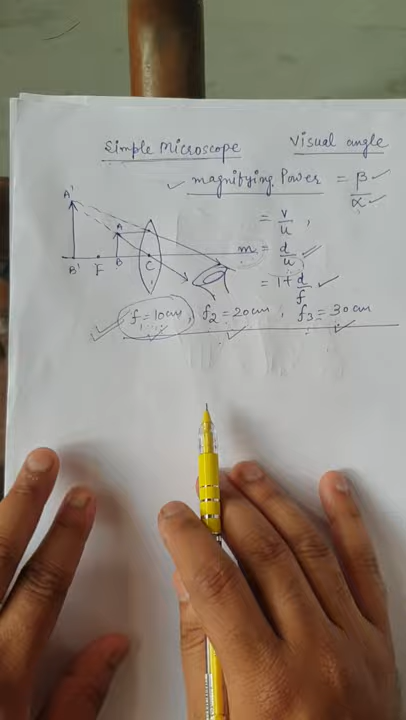 Simple Microscope
Visual angle
magnifying Power = β/α
= v/u ,
m = d/u
= 1 + d/f
A'
A
B' F B C
f₁=10cm, f₂=20cm, f₃=30cm